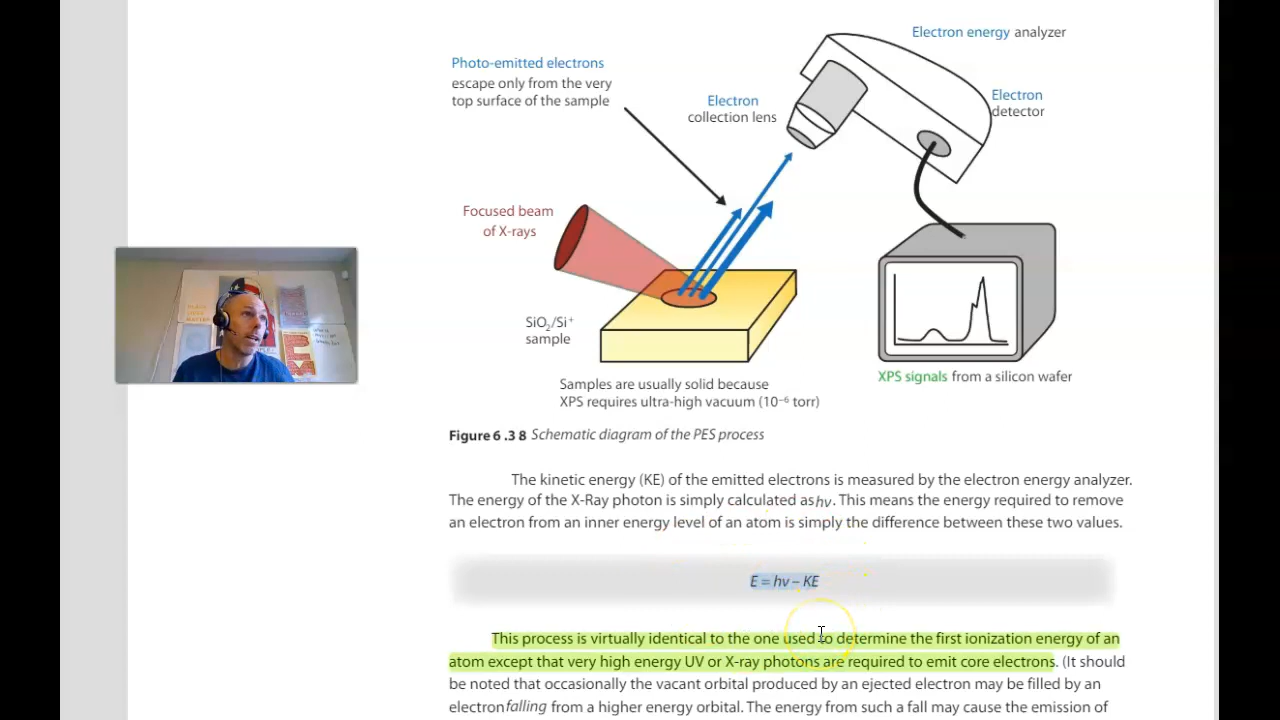 Electron energy analyzer
Photo-emitted electrons
escape only from the very
top surface of the sample
Electron
collection lens
Electron
detector
Focused beam
of X-rays
SiO₂/Si⁺
sample
Samples are usually solid because
XPS requires ultra-high vacuum (10⁻⁶ torr)
XPS signals from a silicon wafer
Figure 6.3 8 Schematic diagram of the PES process
The kinetic energy (KE) of the emitted electrons is measured by the electron energy analyzer.
The energy of the X-Ray photon is simply calculated as hν. This means the energy required to remove
an electron from an inner energy level of an atom is simply the difference between these two values.
E = hν – KE
This process is virtually identical to the one used to determine the first ionization energy of an
atom except that very high energy UV or X-ray photons are required to emit core electrons. (It should
be noted that occasionally the vacant orbital produced by an ejected electron may be filled by an
electron falling from a higher energy orbital. The energy from such a fall may cause the emission of